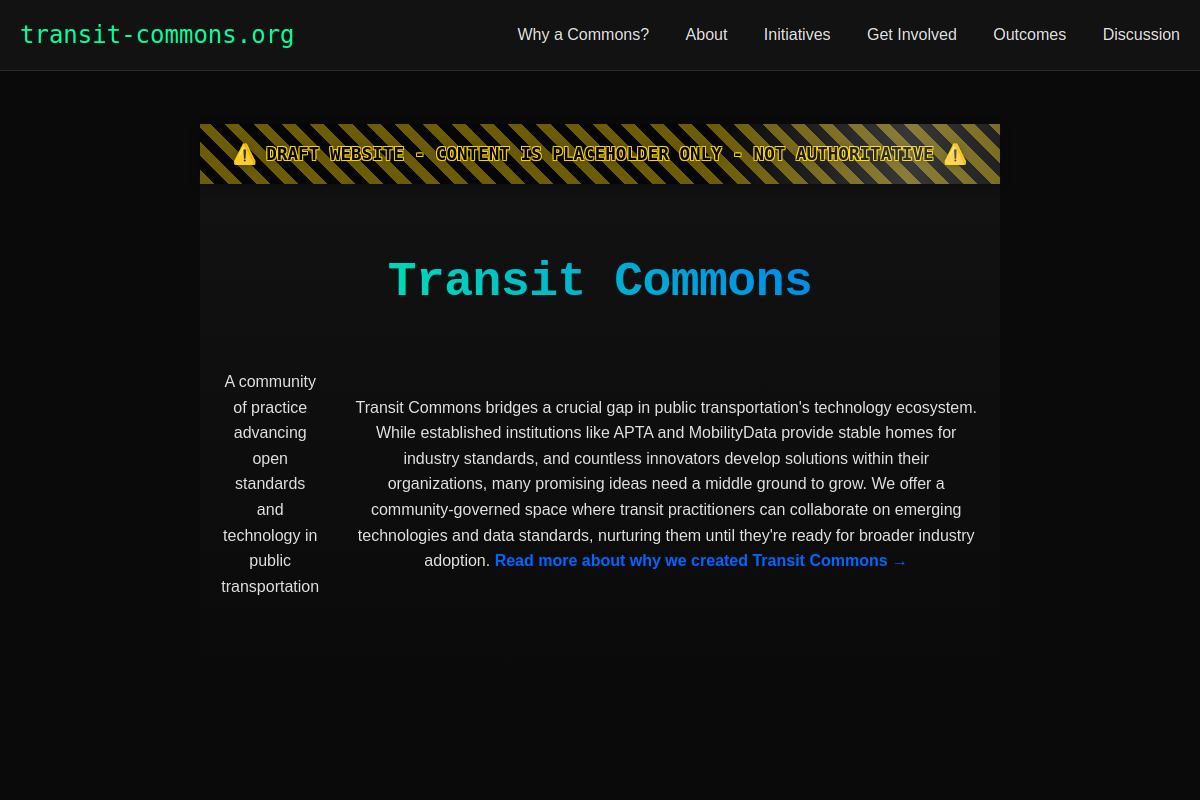 transit-commons.org
Why a Commons?
About
Initiatives
Get Involved
Outcomes
Discussion
⚠️ DRAFT WEBSITE - CONTENT IS PLACEHOLDER ONLY - NOT AUTHORITATIVE ⚠️
Transit Commons
A community
of practice
advancing
open
standards
and
technology in
public
transportation
Transit Commons bridges a crucial gap in public transportation's technology ecosystem.
While established institutions like APTA and MobilityData provide stable homes for
industry standards, and countless innovators develop solutions within their
organizations, many promising ideas need a middle ground to grow. We offer a
community-governed space where transit practitioners can collaborate on emerging
technologies and data standards, nurturing them until they're ready for broader industry
adoption. Read more about why we created Transit Commons →